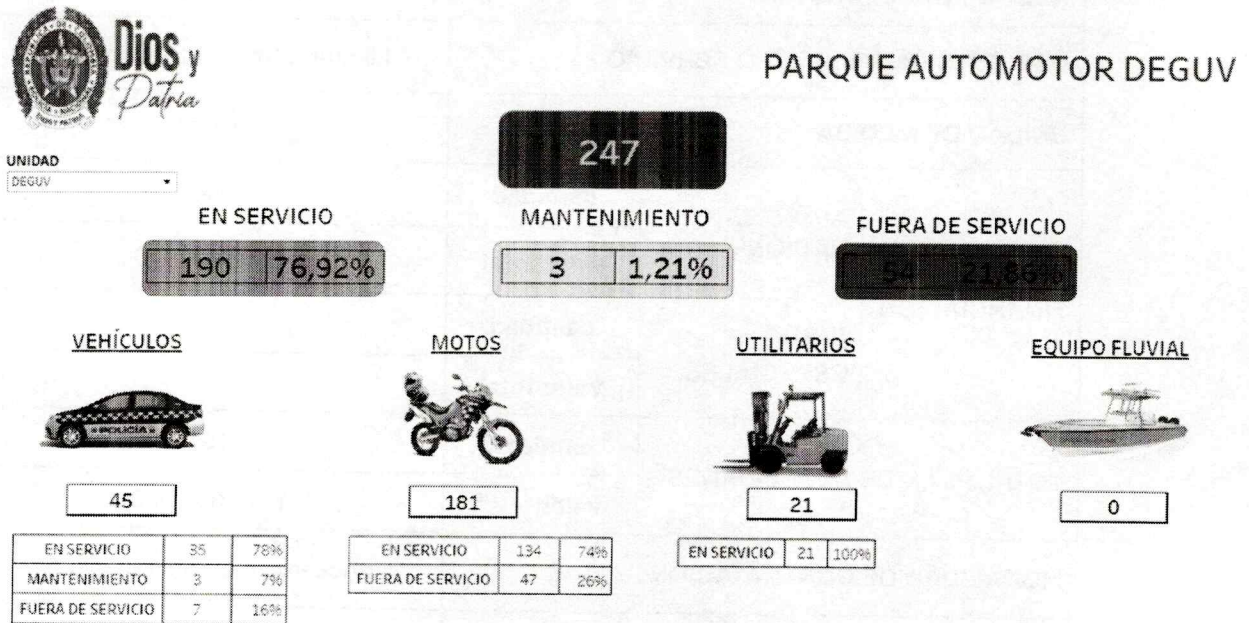 Dios y
Patria
PARQUE AUTOMOTOR DEGUV
247
UNIDAD
DEGUV
EN SERVICIO
190 76,92%
MANTENIMIENTO
3 1,21%
FUERA DE SERVICIO
54 21,86%
VEHÍCULOS
POLICÍA
45
EN SERVICIO 35 78%
MANTENIMIENTO 3 7%
FUERA DE SERVICIO 7 16%
MOTOS
181
EN SERVICIO 134 74%
FUERA DE SERVICIO 47 26%
UTILITARIOS
21
EN SERVICIO 21 100%
EQUIPO FLUVIAL
0